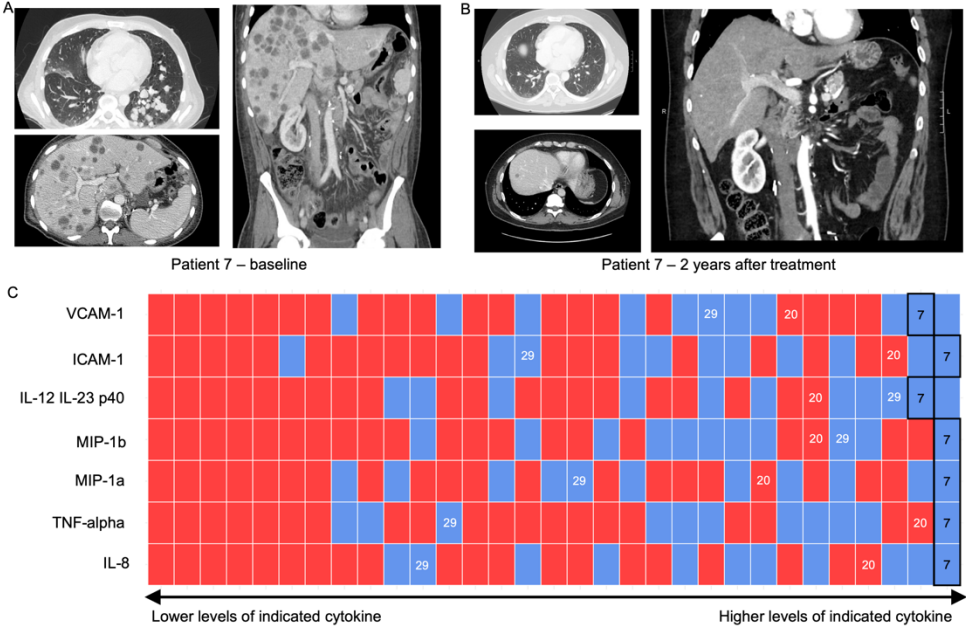 A
B
R
L
Patient 7 – baseline
Patient 7 – 2 years after treatment
C
VCAM-1 29 20 7
ICAM-1 29 20 7
IL-12 IL-23 p40 20 29 7
MIP-1b 20 29 7
MIP-1a 29 20 7
TNF-alpha 29 20 7
IL-8 29 20 7
Lower levels of indicated cytokine
Higher levels of indicated cytokine